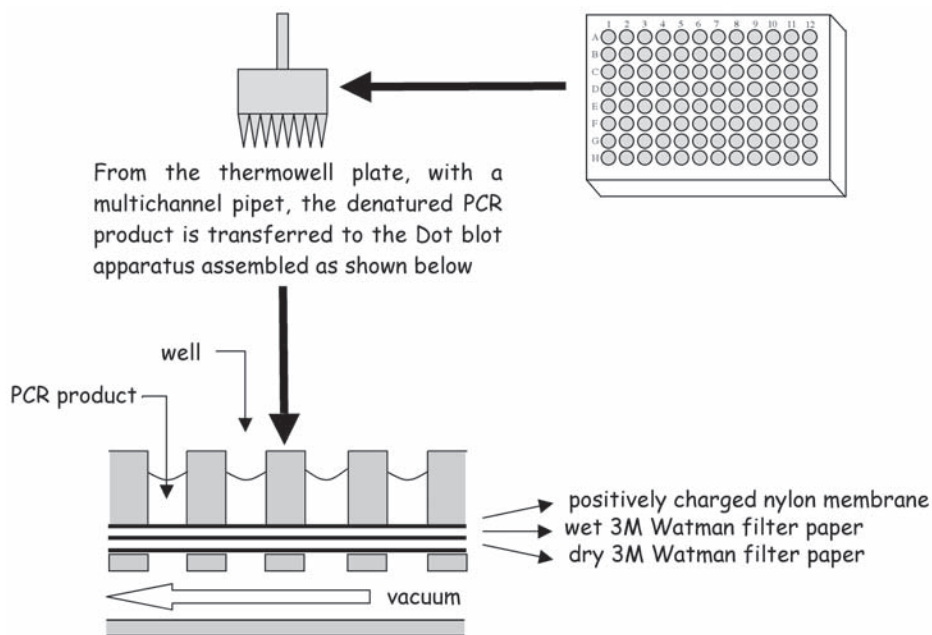 1 2 3 4 5 6 7 8 9 10 11 12
A
B
C
D
E
F
G
H
From the thermowell plate, with a
multichannel pipet, the denatured PCR
product is transferred to the Dot blot
apparatus assembled as shown below
well
PCR product
positively charged nylon membrane
wet 3M Watman filter paper
dry 3M Watman filter paper
vacuum